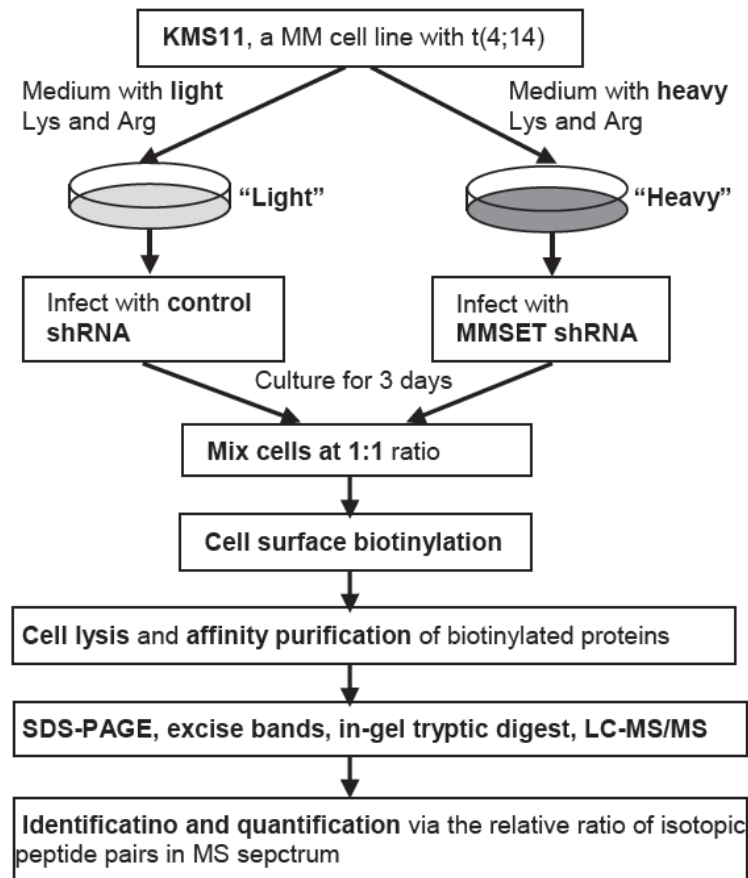 KMS11, a MM cell line with t(4;14)
Medium with light
Lys and Arg
Medium with heavy
Lys and Arg
“Light”
“Heavy”
Infect with control
shRNA
Infect with
MMSET shRNA
Culture for 3 days
Mix cells at 1:1 ratio
Cell surface biotinylation
Cell lysis and affinity purification of biotinylated proteins
SDS-PAGE, excise bands, in-gel tryptic digest, LC-MS/MS
Identificatino and quantification via the relative ratio of isotopic
peptide pairs in MS sepctrum